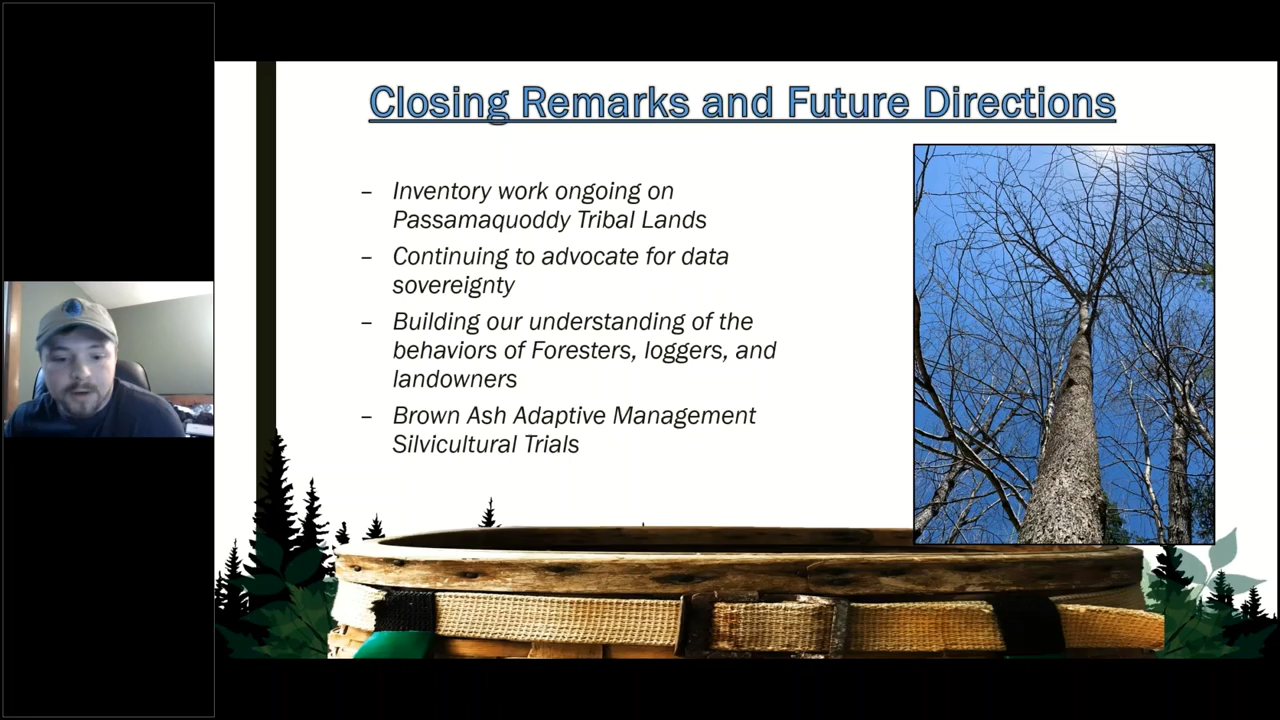 Closing Remarks and Future Directions
– Inventory work ongoing on
Passamaquoddy Tribal Lands
– Continuing to advocate for data
sovereignty
– Building our understanding of the
behaviors of Foresters, loggers, and
landowners
– Brown Ash Adaptive Management
Silvicultural Trials